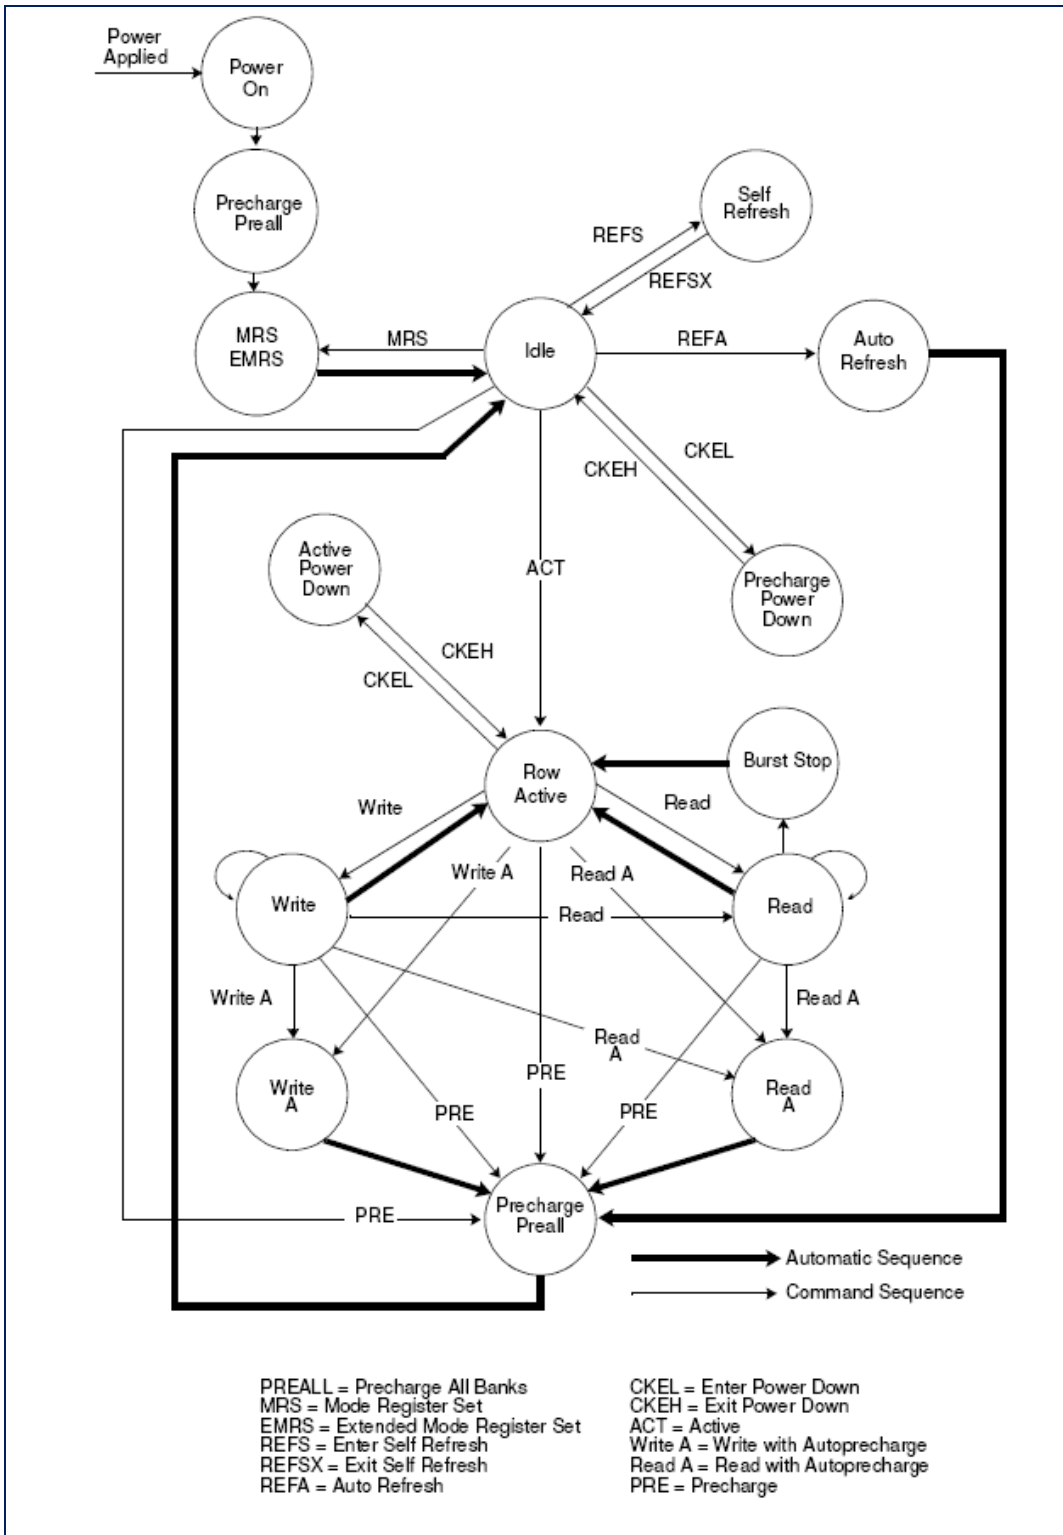 Power
Applied
Power
On
Precharge
Preall
Self
Refresh
REFS
REFSX
MRS
EMRS
MRS
Idle
REFA
Auto
Refresh
CKEL
CKEH
Active
Power
Down
ACT
Precharge
Power
Down
CKEH
CKEL
Row
Active
Burst Stop
Write
Read
Write A
Read A
Write
Read
Read
Write A
Read A
Read
A
Write
A
PRE
PRE
PRE
Read
A
Precharge
Preall
PRE
Automatic Sequence
Command Sequence
PREALL = Precharge All Banks
MRS = Mode Register Set
EMRS = Extended Mode Register Set
REFS = Enter Self Refresh
REFSX = Exit Self Refresh
REFA = Auto Refresh
CKEL = Enter Power Down
CKEH = Exit Power Down
ACT = Active
Write A = Write with Autoprecharge
Read A = Read with Autoprecharge
PRE = Precharge